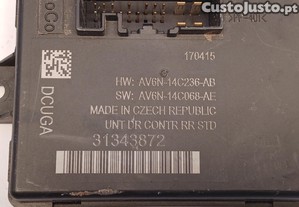 CustoJusto.pt
170415
HW: AV6N-14C236-AB
SW: AV6N-14C068-AE
DCUGA
MADE IN CZECH REPUBLIC
UNT DR CONTR RR STD
31343872